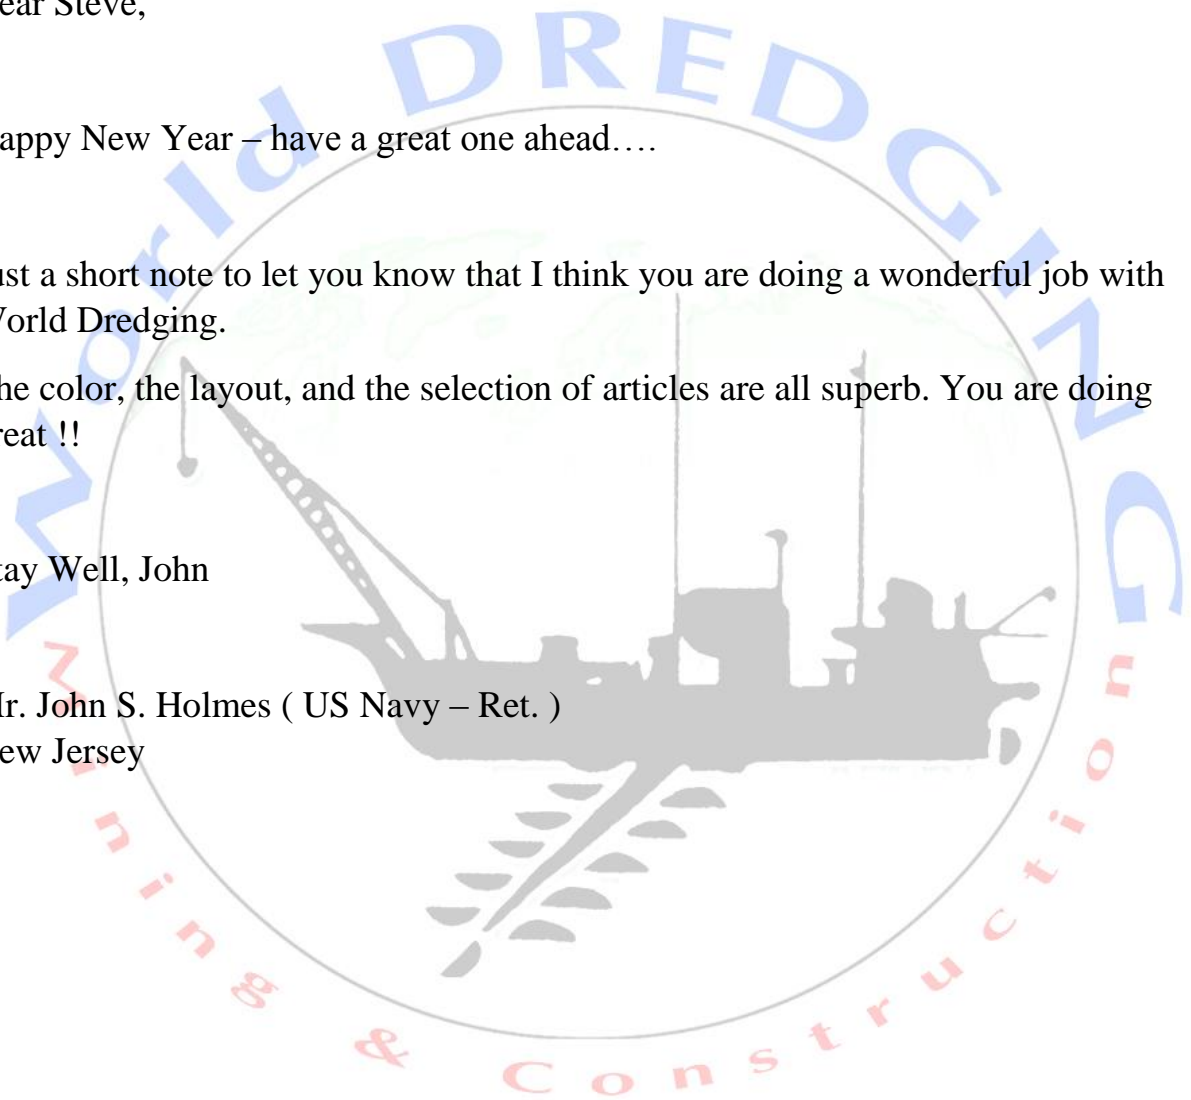 ear Steve,
appy New Year – have a great one ahead….
ust a short note to let you know that I think you are doing a wonderful job with
World Dredging.
he color, the layout, and the selection of articles are all superb. You are doing
reat !!
tay Well, John
Mr. John S. Holmes ( US Navy – Ret. )
ew Jersey
World DREDGING
Mining & Construction